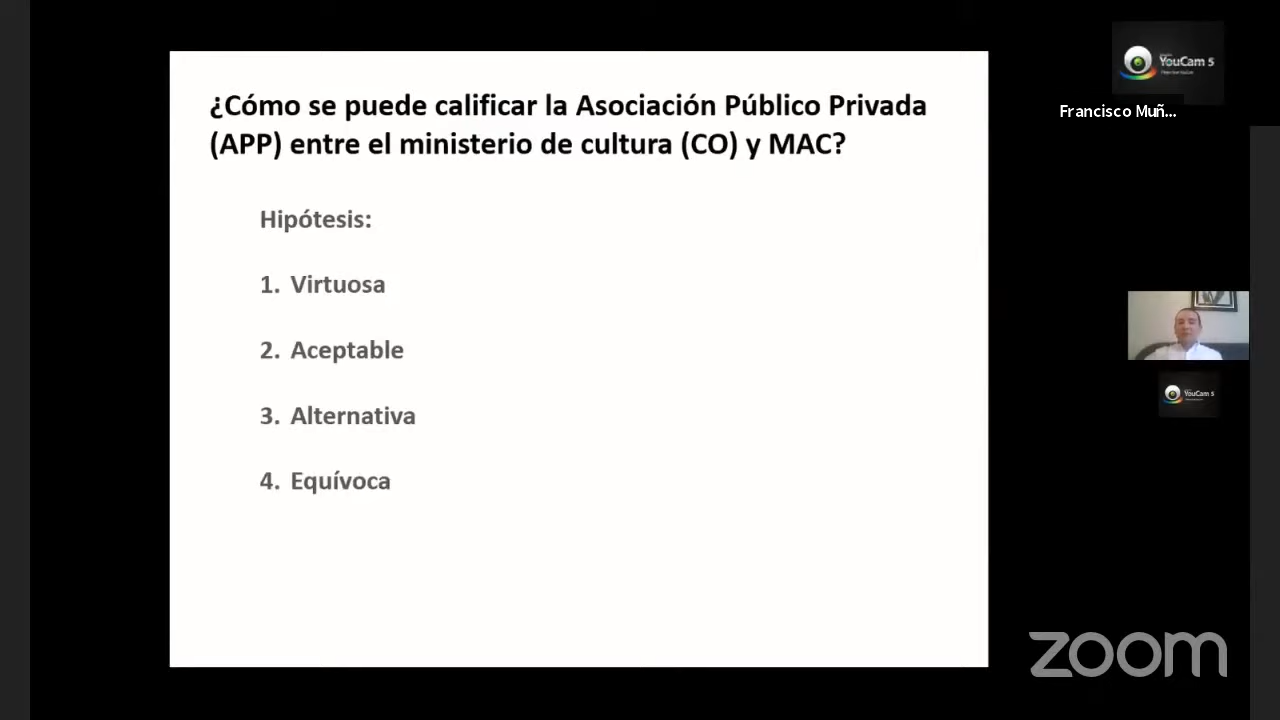 ¿Cómo se puede calificar la Asociación Público Privada
(APP) entre el ministerio de cultura (CO) y MAC?
Hipótesis:
1. Virtuosa
2. Aceptable
3. Alternativa
4. Equívoca
YouCam 5
Francisco Muñ...
YouCam 5
zoom